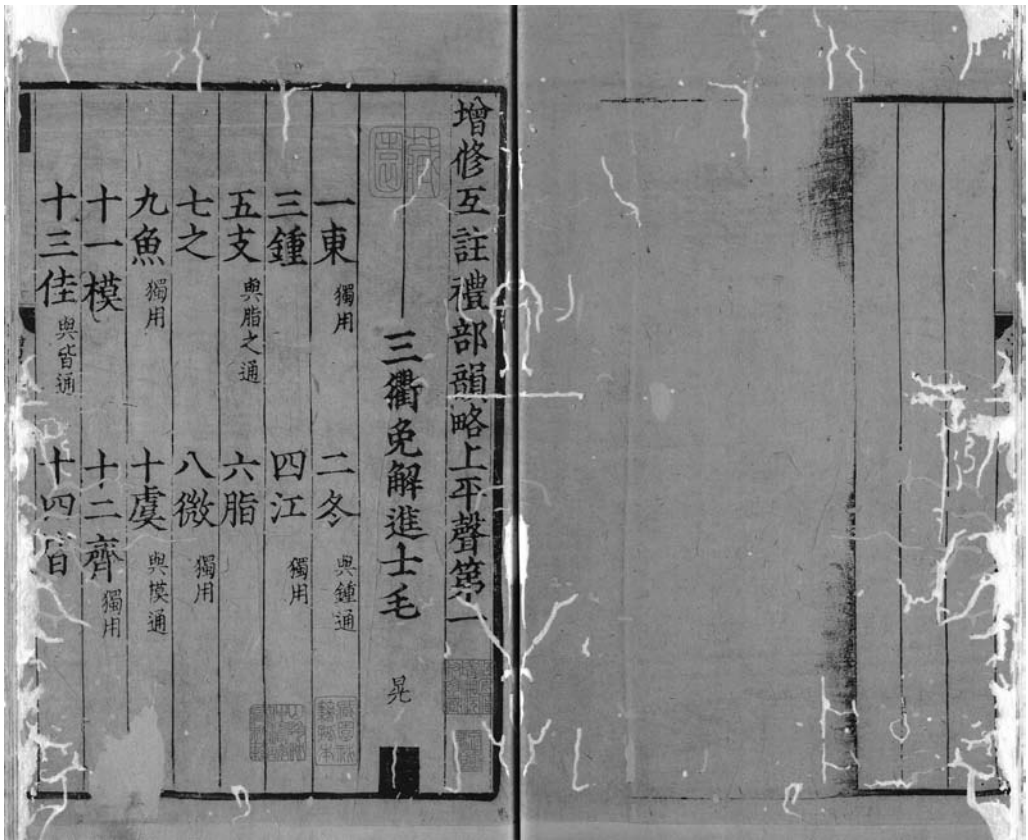 增修互註禮部韻略上平聲第一
三衢免解進士毛 晃
一東 獨用 二冬 與鍾通
三鍾 四江 獨用
五支 與脂之通 六脂
七之 八微 獨用
九魚 獨用 十虞 與模通
十一模 十二齊 獨用
十三佳 與皆通 十四皆